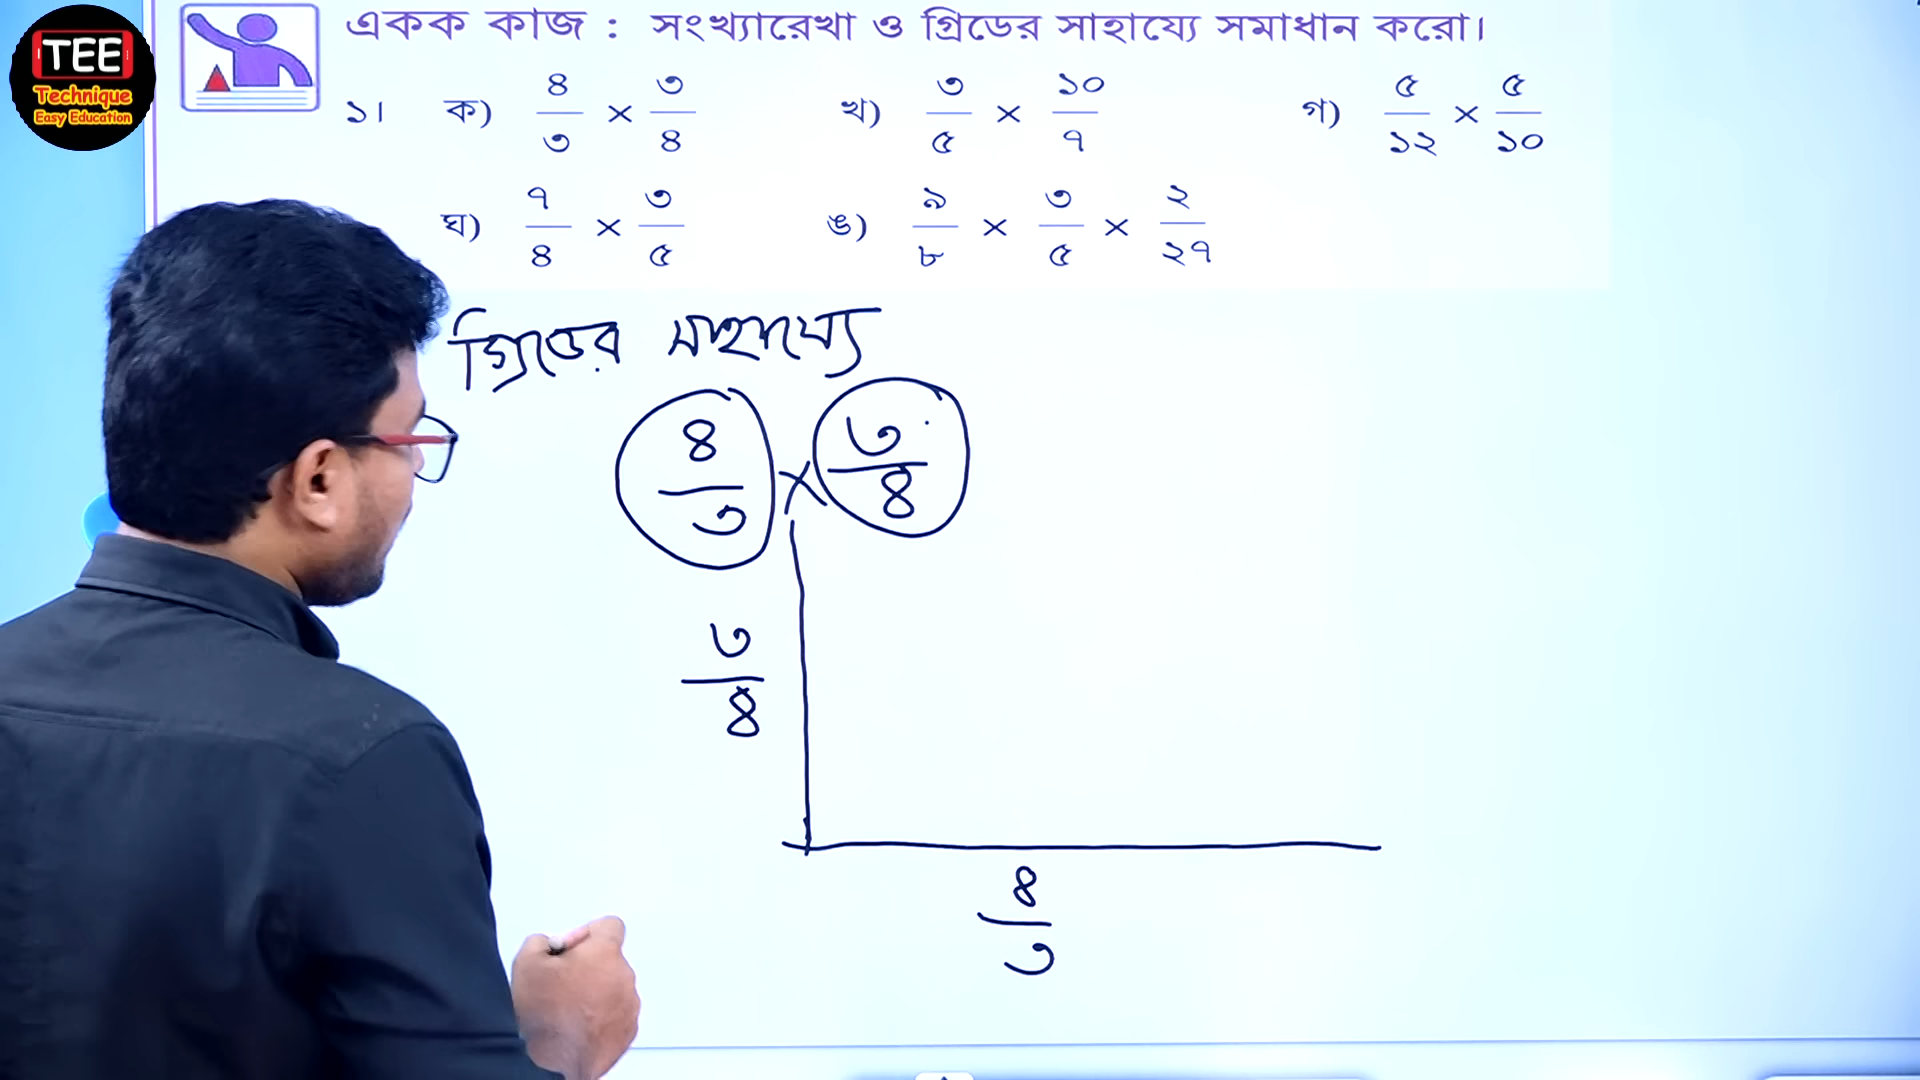 TEE
Technique
Easy Education
একক কাজ : সংখ্যারেখা ও গ্রিডের সাহায্যে সমাধান করো।
১। ক) ৪/৩ × ৩/৪ খ) ৩/৫ × ১০/৭ গ) ৫/১২ × ৫/১০
ঘ) ৭/৪ × ৩/৫ ঙ) ৯/৮ × ৩/৫ × ২/২৭
গ্রিডের সাহায্যে
৪/৩ × ৩/৪
৩/৪
৪/৩